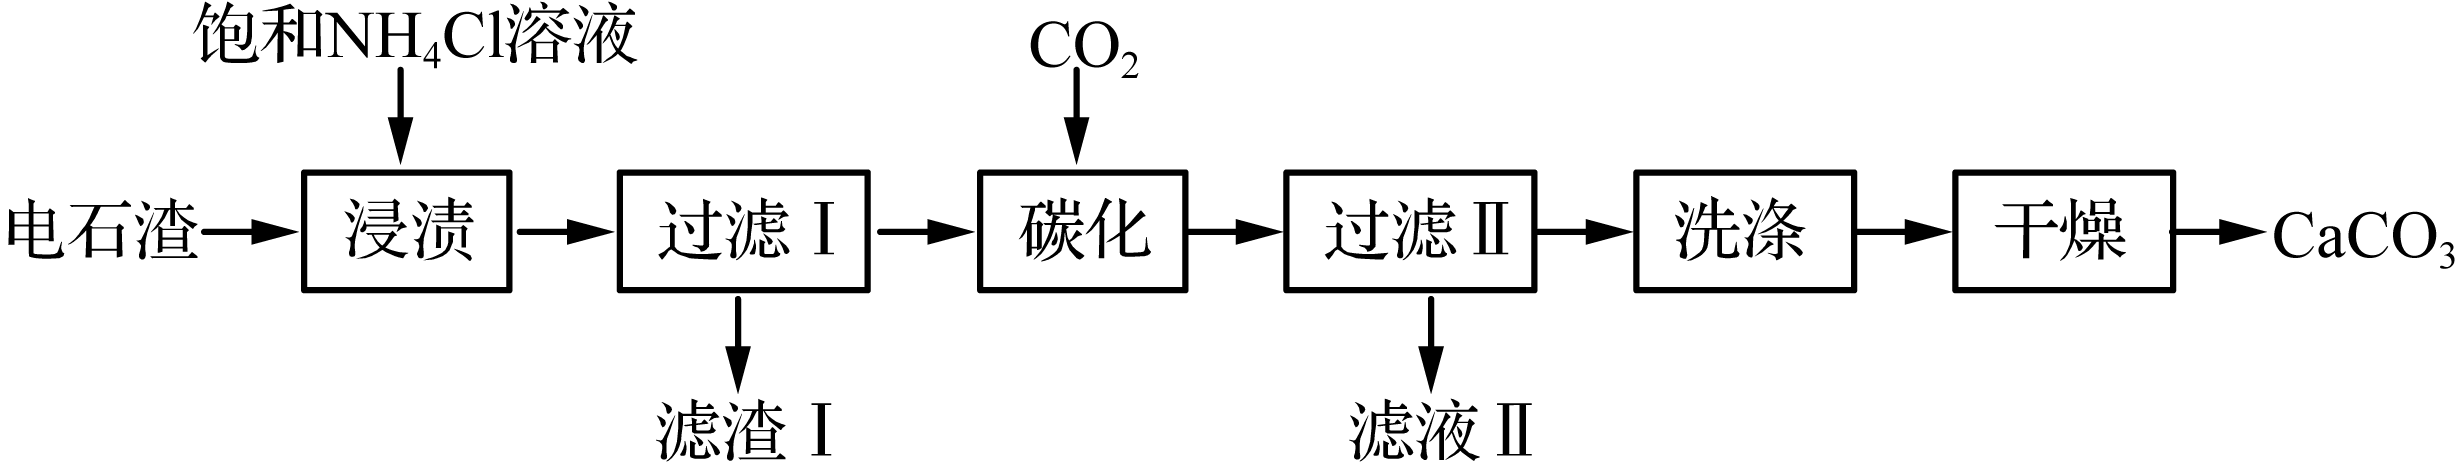 饱和NH₄Cl溶液
CO₂
电石渣
浸渍
过滤Ⅰ
碳化
过滤Ⅱ
洗涤
干燥
CaCO₃
滤渣Ⅰ
滤液Ⅱ